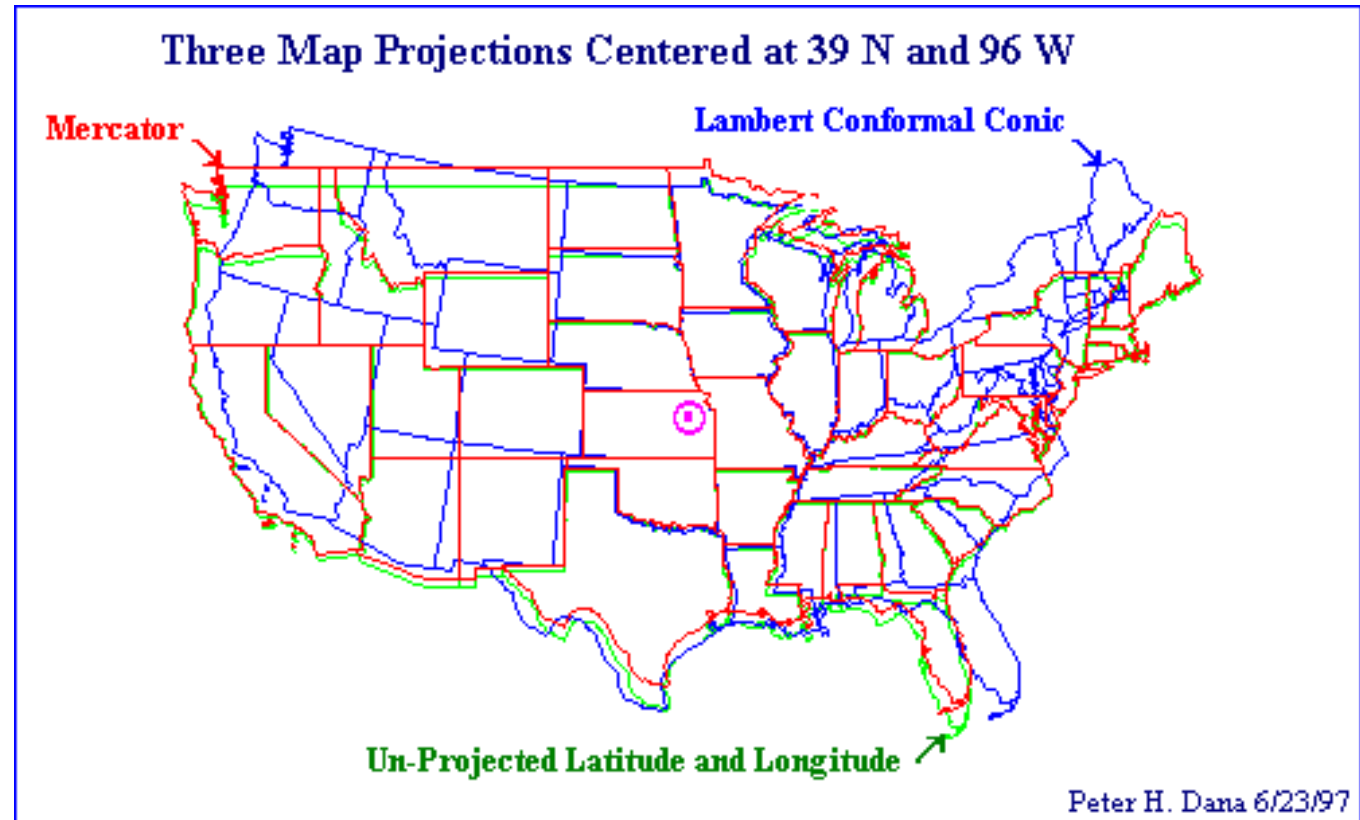 Three Map Projections Centered at 39 N and 96 W
Mercator
Lambert Conformal Conic
Un-Projected Latitude and Longitude
Peter H. Dana 6/23/97